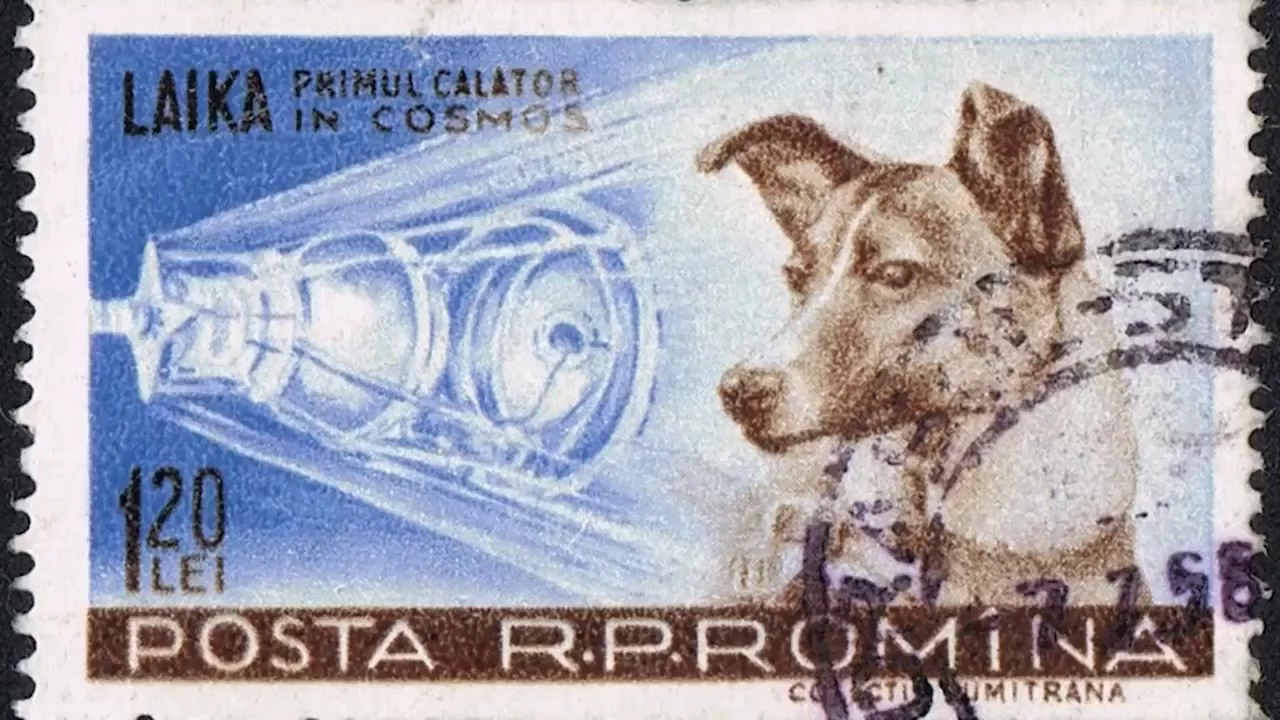 LAIKA PRIMUL CALATOR
IN COSMOS
1 20
LEI
POSTA R.P.ROMÎNA